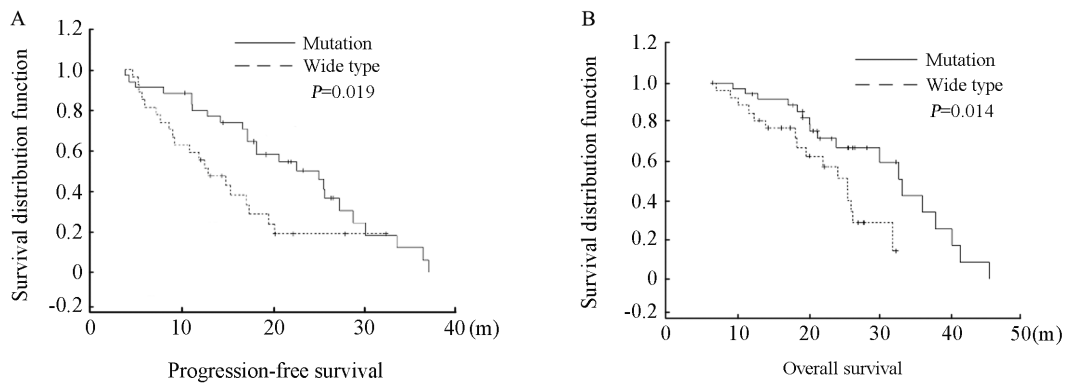 A
Survival distribution function
1.2
1.0
0.8
0.6
0.4
0.2
0
-0.2
Mutation
Wide type
P=0.019
0 10 20 30 40 (m)
Progression-free survival
B
Survival distribution function
1.2
1.0
0.8
0.6
0.4
0.2
0
-0.2
Mutation
Wide type
P=0.014
0 10 20 30 40 50 (m)
Overall survival